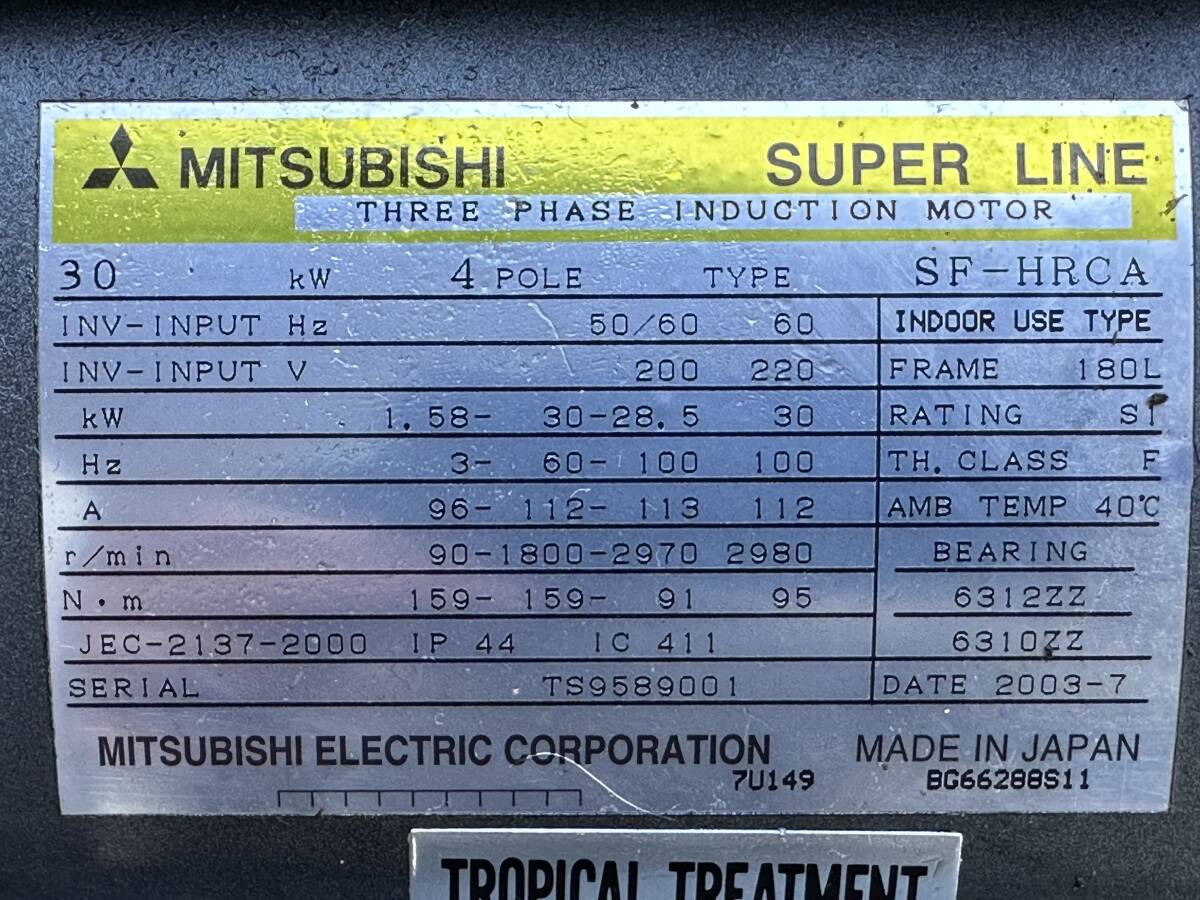 MITSUBISHI SUPER LINE
THREE PHASE INDUCTION MOTOR
30 kW 4 POLE TYPE SF-HRCA
INV-INPUT Hz 50/60 60 INDOOR USE TYPE
INV-INPUT V 200 220 FRAME 180L
kW 1.58- 30-28.5 30 RATING S1
Hz 3- 60- 100 100 TH. CLASS F
A 96- 112- 113 112 AMB TEMP 40℃
r/min 90-1800-2970 2980 BEARING
N·m 159- 159- 91 95 6312ZZ
JEC-2137-2000 IP 44 IC 411 6310ZZ
SERIAL TS9589001 DATE 2003-7
MITSUBISHI ELECTRIC CORPORATION MADE IN JAPAN
7U149 BG66288S11
TROPICAL TREATMENT